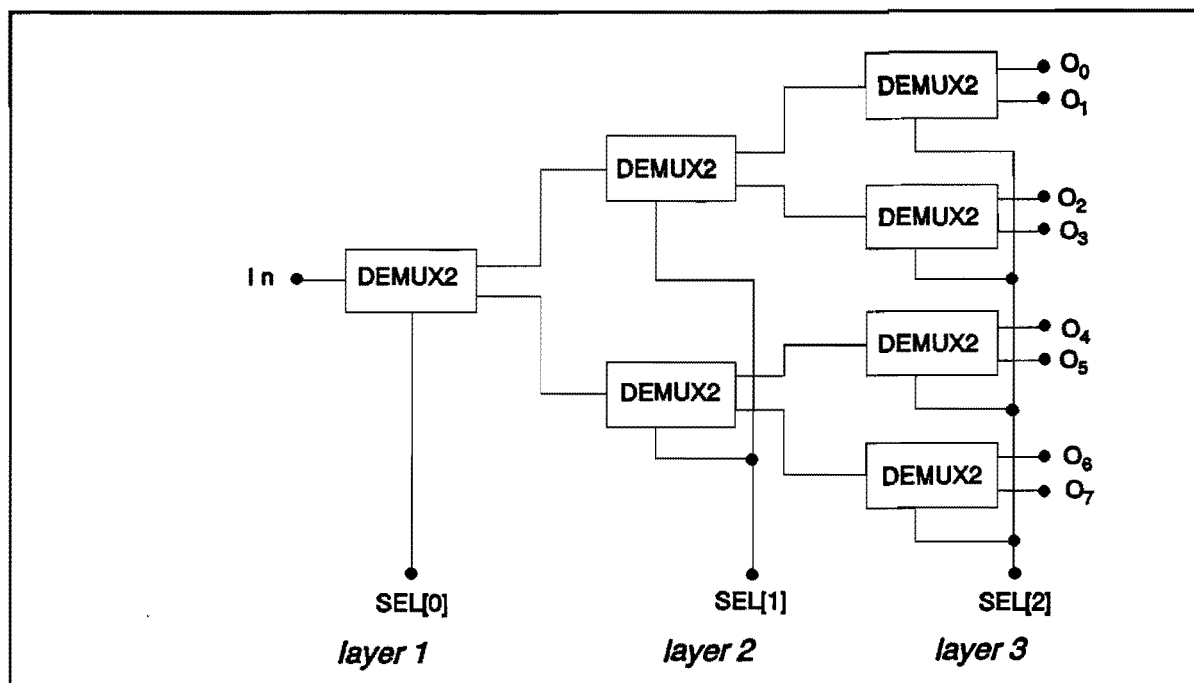 DEMUX2
O0
O1
DEMUX2
DEMUX2
O2
O3
In
DEMUX2
DEMUX2
O4
O5
DEMUX2
DEMUX2
O6
O7
SEL[0]
SEL[1]
SEL[2]
layer 1
layer 2
layer 3